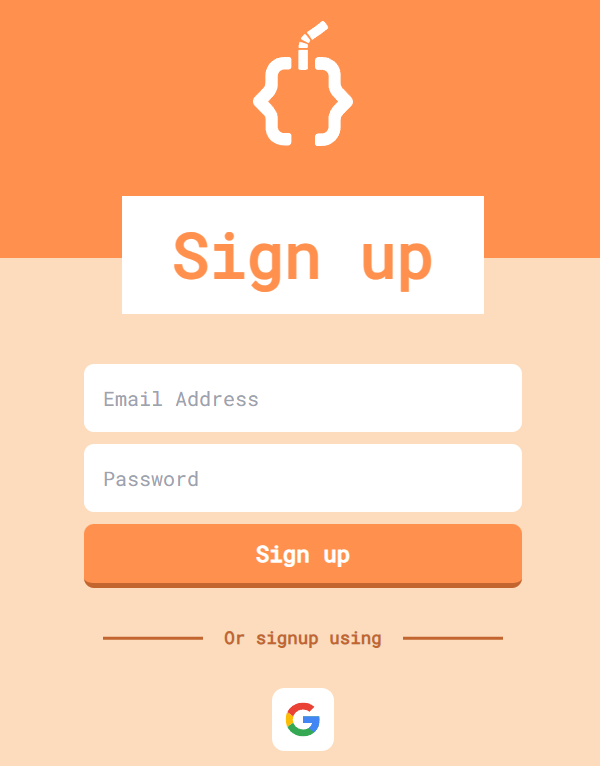 Sign up
Email Address
Password
Sign up
Or signup using